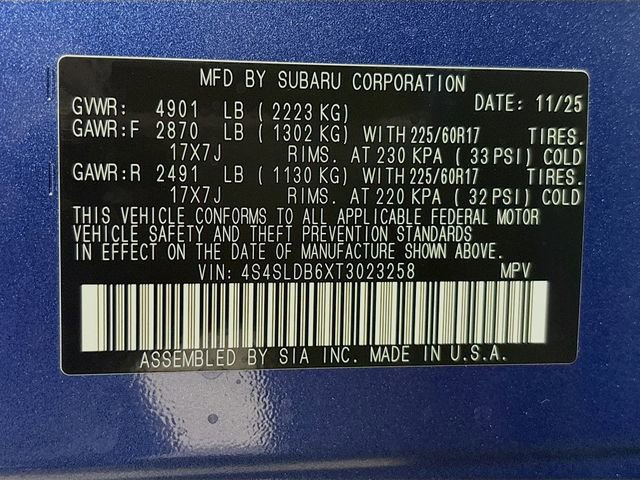 MFD BY SUBARU CORPORATION
GVWR: 4901 LB ( 2223 KG) DATE: 11/25
GAWR:F 2870 LB ( 1302 KG) WITH 225/60R17 TIRES.
17X7J RIMS. AT 230 KPA ( 33 PSI) COLD
GAWR:R 2491 LB ( 1130 KG) WITH 225/60R17 TIRES.
17X7J RIMS. AT 220 KPA ( 32 PSI) COLD
THIS VEHICLE CONFORMS TO ALL APPLICABLE FEDERAL MOTOR
VEHICLE SAFETY AND THEFT PREVENTION STANDARDS
IN EFFECT ON THE DATE OF MANUFACTURE SHOWN ABOVE.
VIN: 4S4SLDB6XT3023258 MPV
ASSEMBLED BY SIA INC. MADE IN U.S.A.